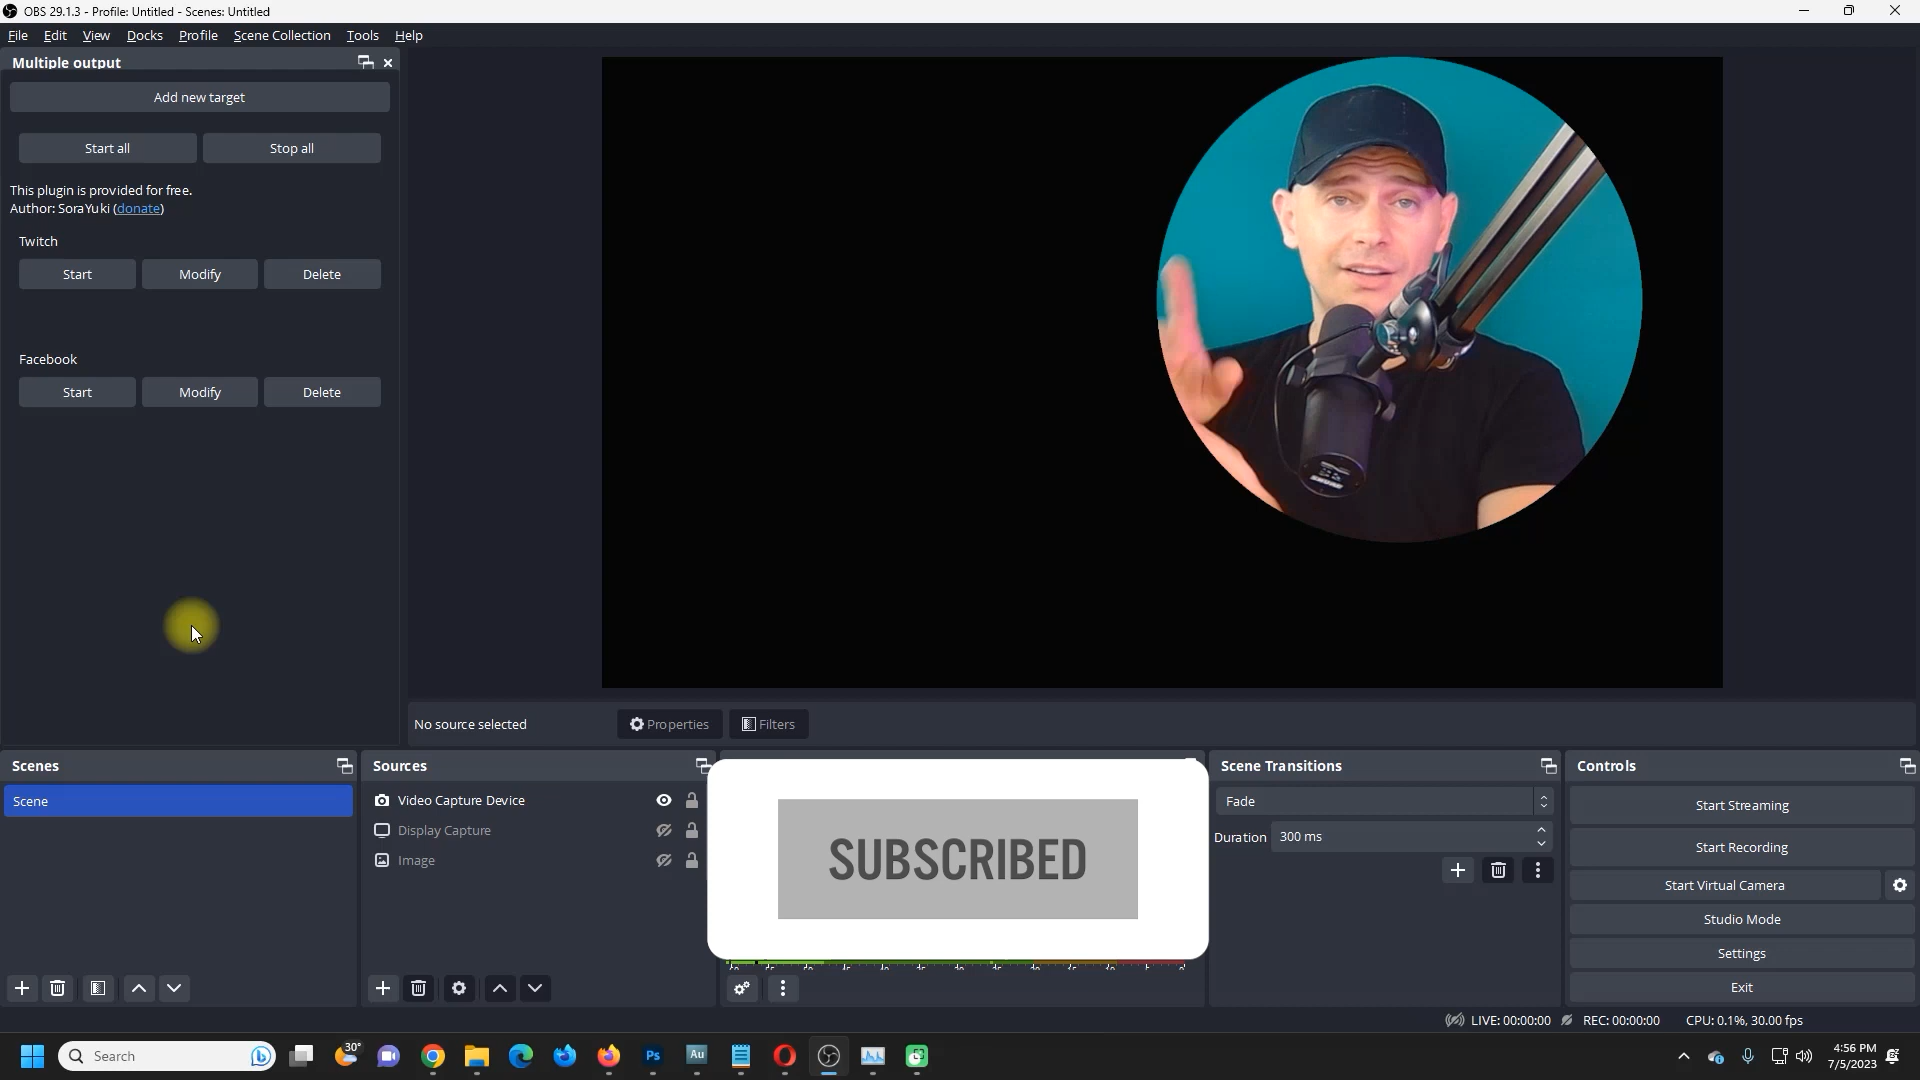 OBS 29.1.3 - Profile: Untitled - Scenes: Untitled
File Edit View Docks Profile Scene Collection Tools Help
Multiple output
Add new target
Start all Stop all
This plugin is provided for free.
Author: SoraYuki (donate)
Twitch
Start Modify Delete
Facebook
Start Modify Delete
No source selected Properties Filters
Scenes Sources Scene Transitions Controls
Scene
Video Capture Device
Display Capture
Image
SUBSCRIBED
Fade
Duration 300 ms
Start Streaming
Start Recording
Start Virtual Camera
Studio Mode
Settings
Exit
LIVE: 00:00:00 REC: 00:00:00 CPU: 0.1%, 30.00 fps
Search 30° Ps Au
4:56 PM
7/5/2023